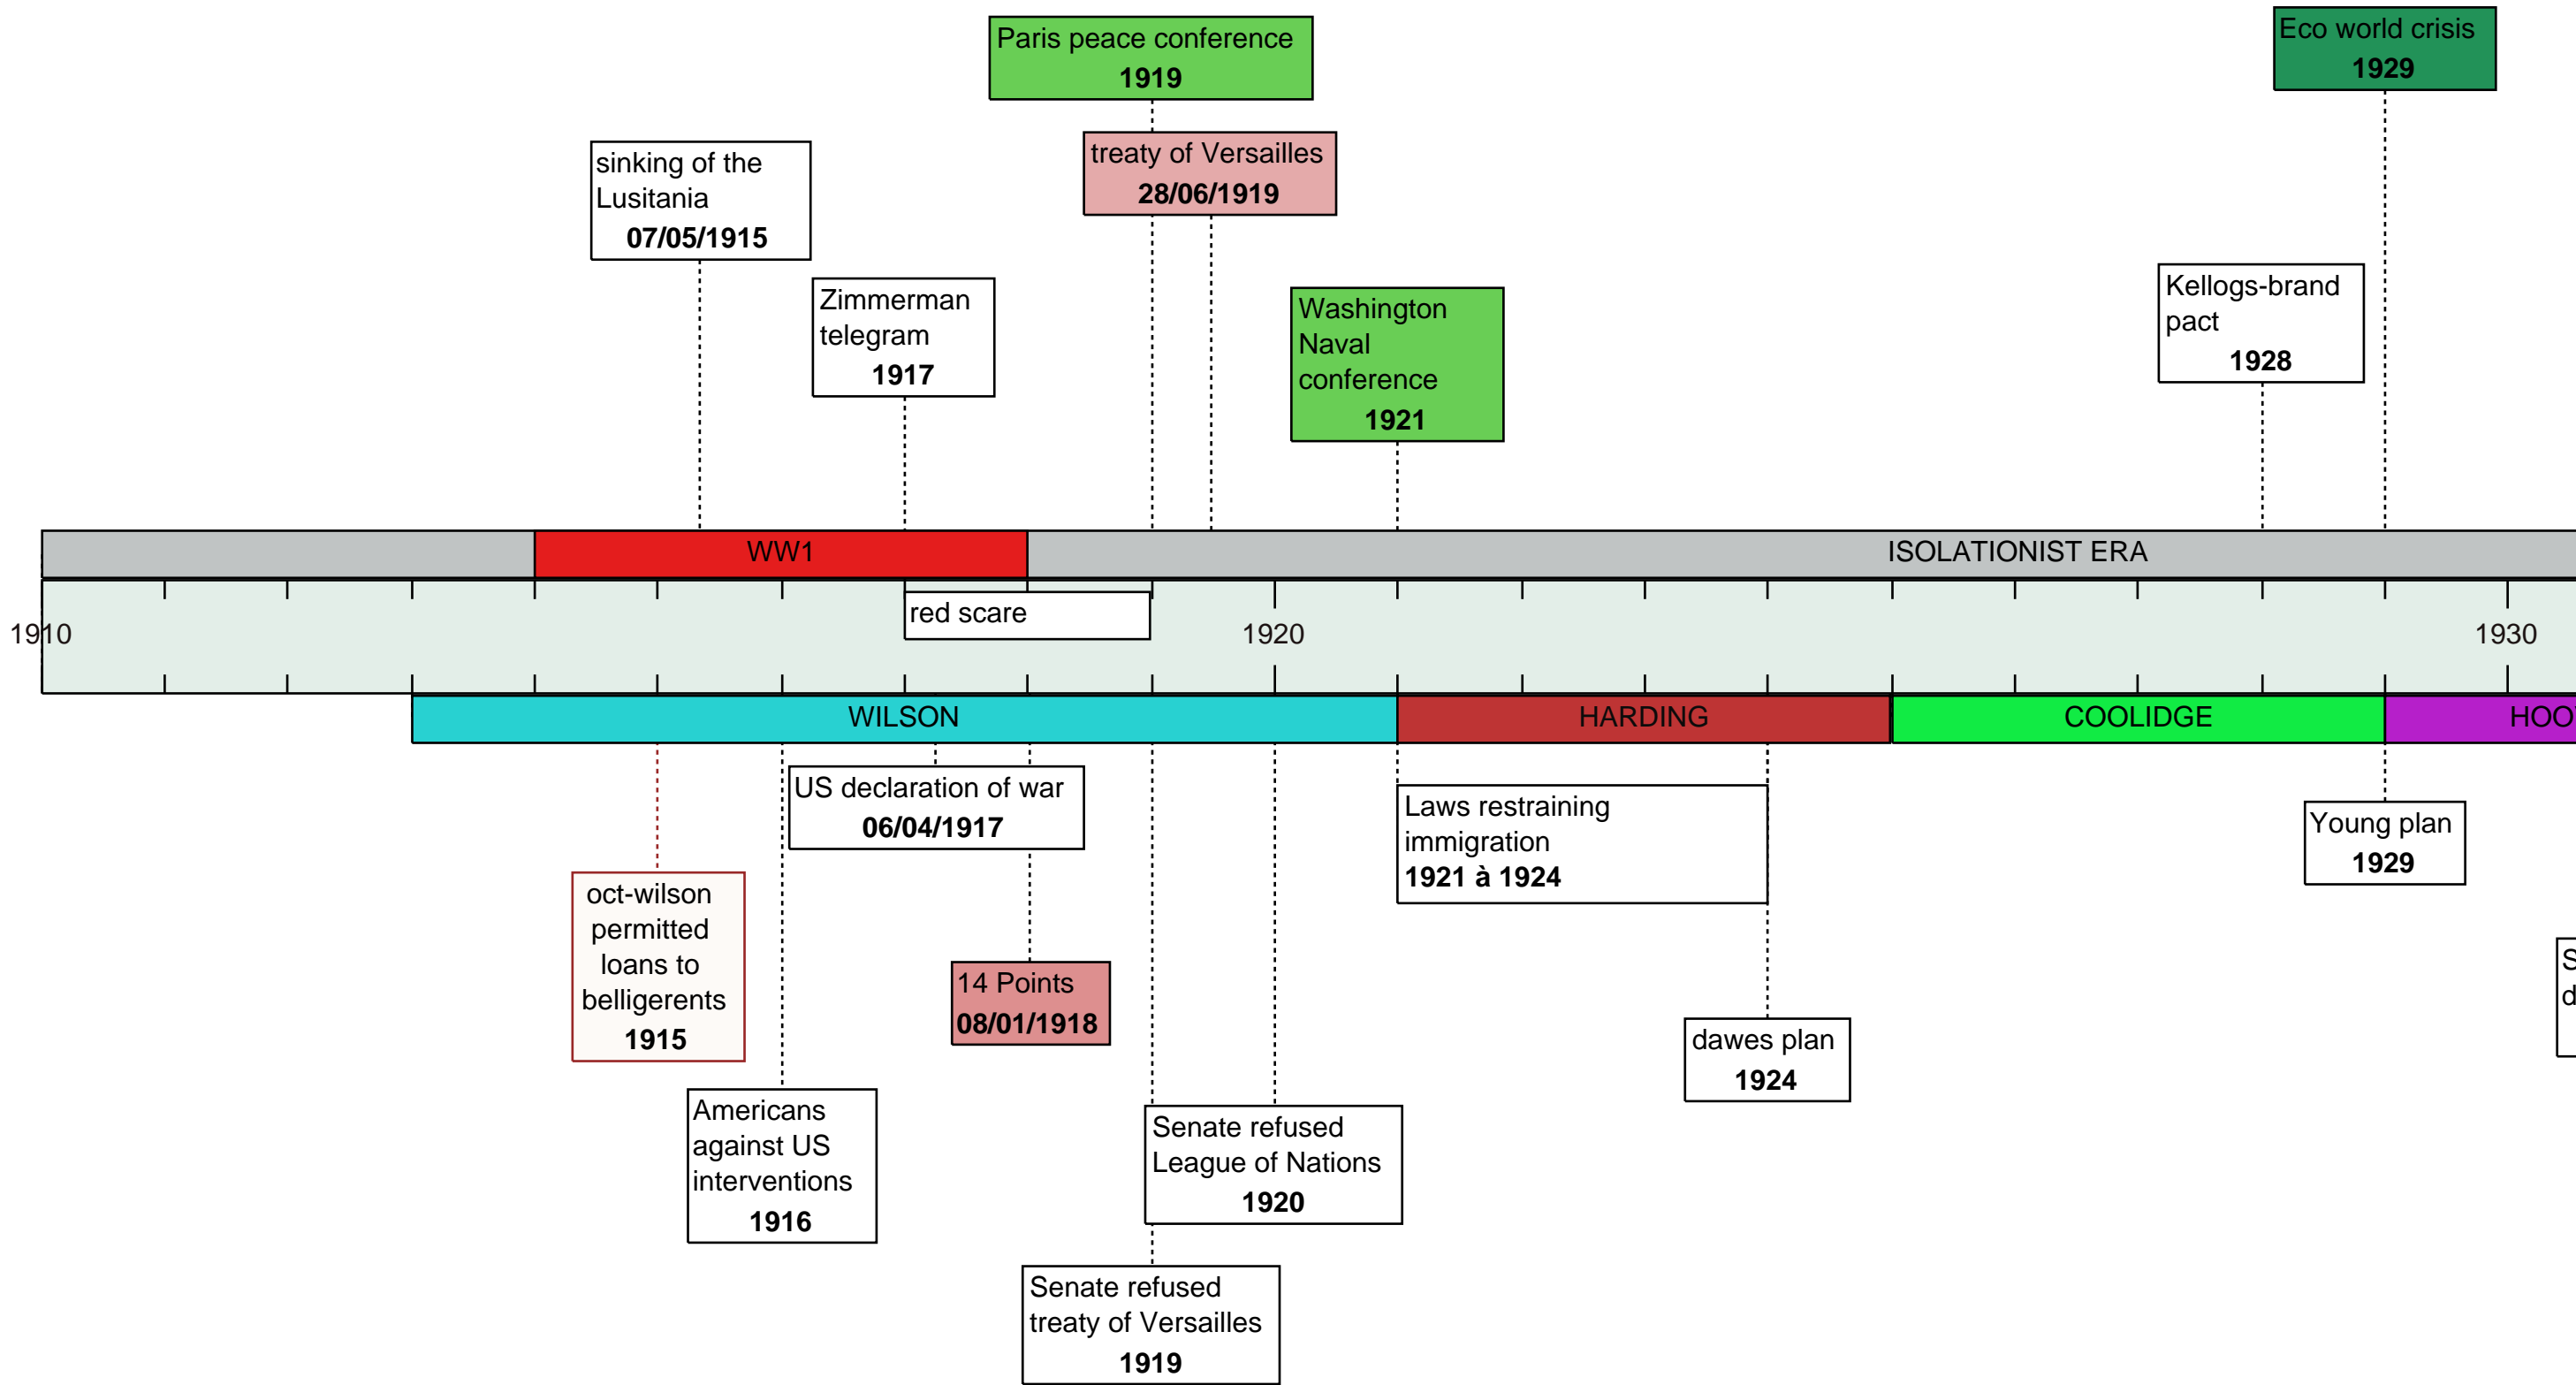 Paris peace conference
1919
Eco world crisis
1929
sinking of the
Lusitania
07/05/1915
treaty of Versailles
28/06/1919
Zimmerman
telegram
1917
Washington
Naval
conference
1921
Kellogs-brand
pact
1928
WW1
ISOLATIONIST ERA
red scare
1910
1920
1930
WILSON
HARDING
COOLIDGE
HOO
US declaration of war
06/04/1917
Laws restraining
immigration
1921 à 1924
Young plan
1929
oct-wilson
permitted
loans to
belligerents
1915
14 Points
08/01/1918
S
d
dawes plan
1924
Americans
against US
interventions
1916
Senate refused
League of Nations
1920
Senate refused
treaty of Versailles
1919